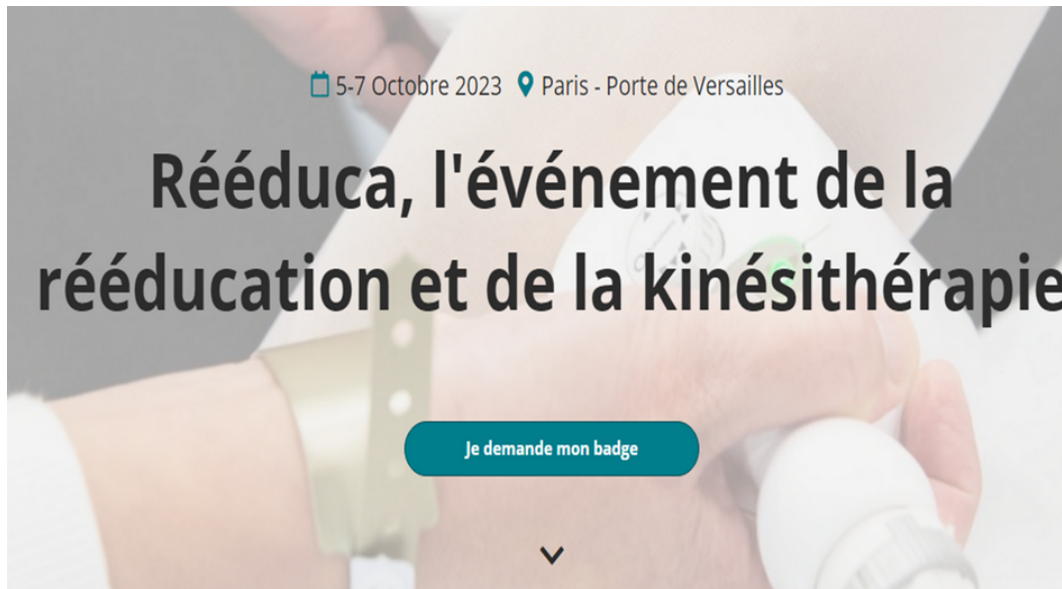 5-7 Octobre 2023 Paris - Porte de Versailles
Rééduca, l'événement de la
rééducation et de la kinésithérapie
Je demande mon badge